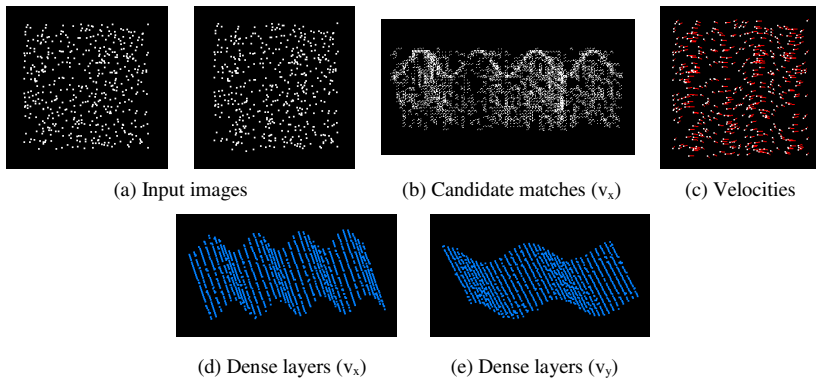 (a) Input images
(b) Candidate matches (vx)
(c) Velocities
(d) Dense layers (vx)
(e) Dense layers (vy)